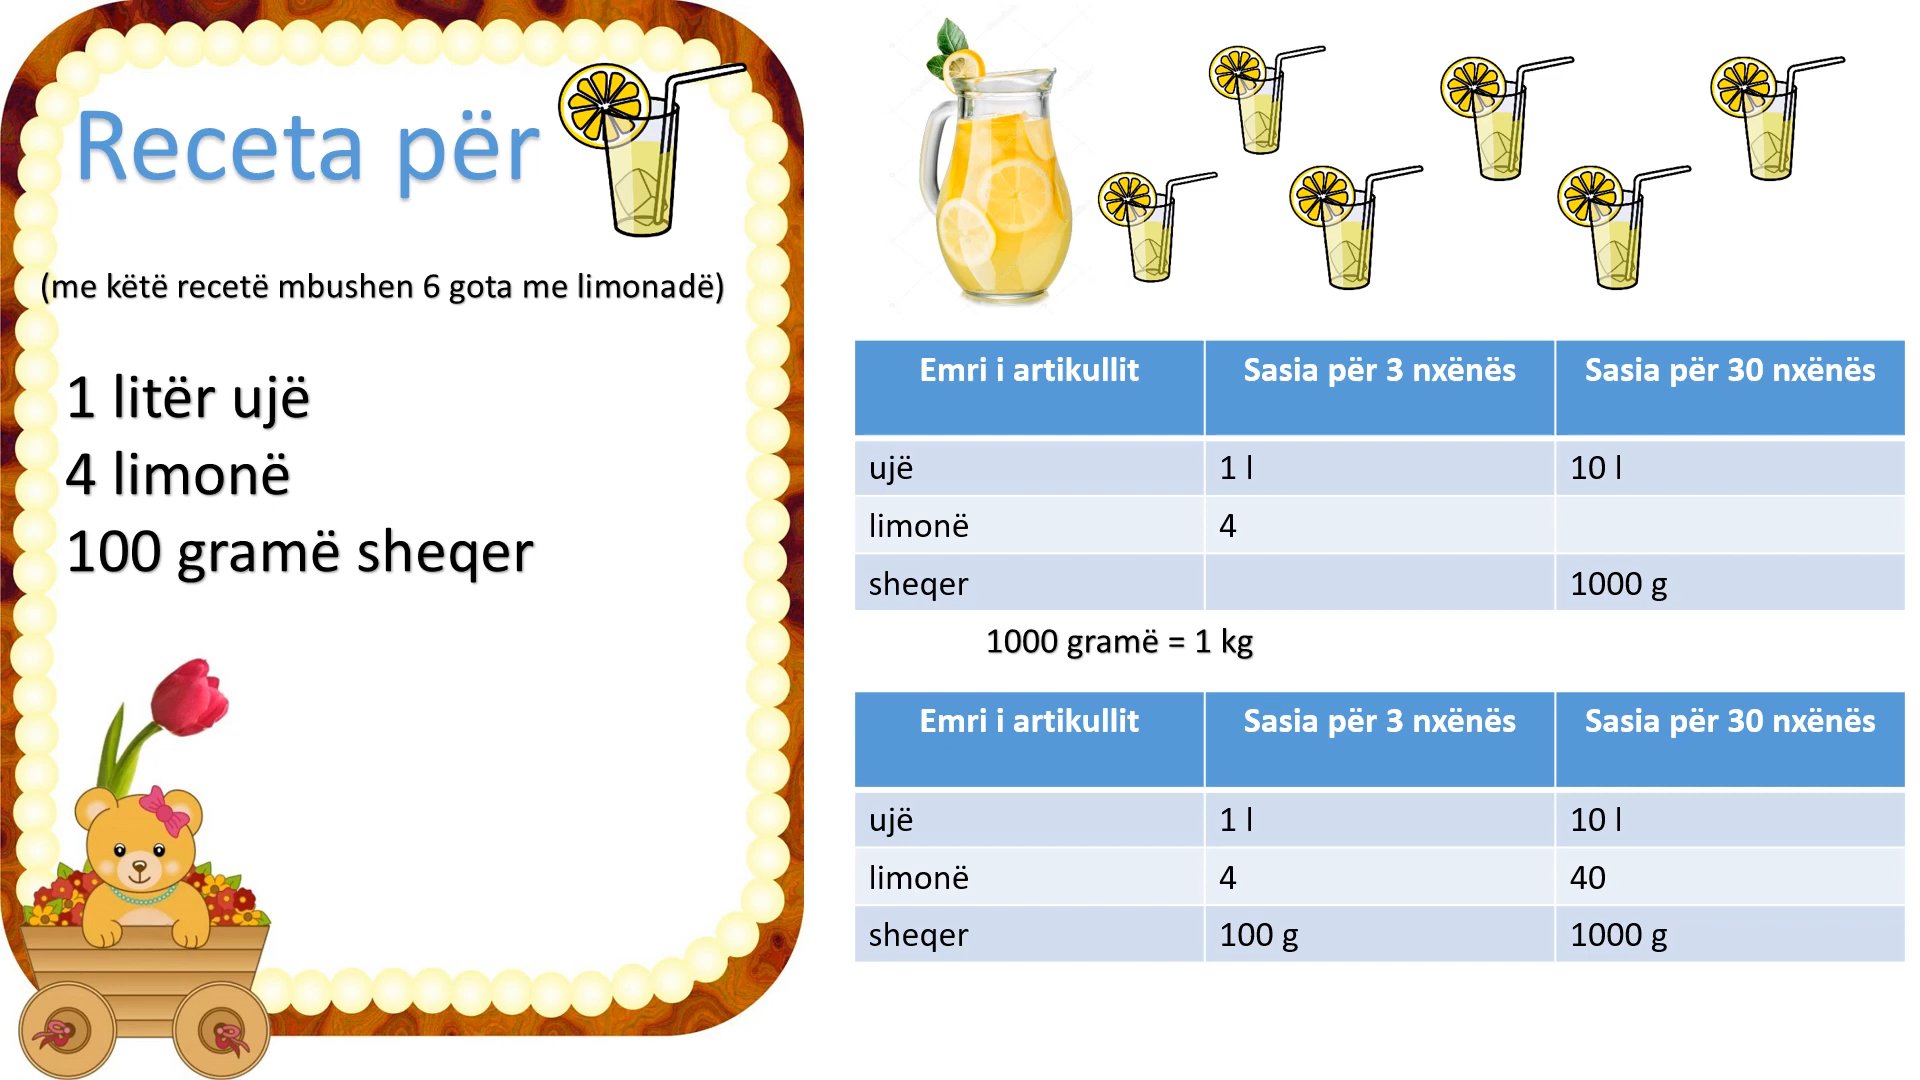 Receta për
(me këtë recetë mbushen 6 gota me limonadë)
1 litër ujë
4 limonë
100 gramë sheqer
Emri i artikullit Sasia për 3 nxënës Sasia për 30 nxënës
ujë 1 l 10 l
limonë 4
sheqer 1000 g
1000 gramë = 1 kg
Emri i artikullit Sasia për 3 nxënës Sasia për 30 nxënës
ujë 1 l 10 l
limonë 4 40
sheqer 100 g 1000 g